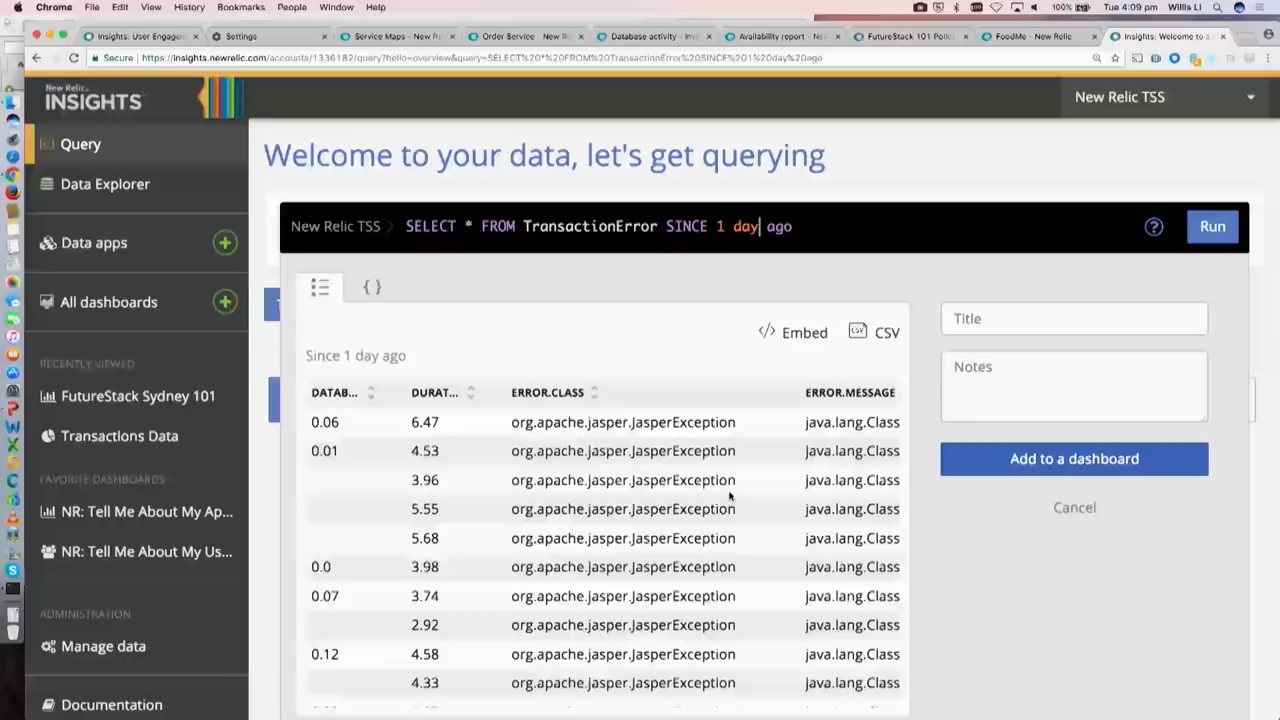 Chrome File Edit View History Bookmarks People Window Help 100% Tue 4:09 pm Willis Li
Insights: User Engagem Settings Service Maps - New R Order Service New Re Database activity - Inv Availability report - Nov FutureStack 101 Polic FoodMe - New Relic Insights: Welcome to a
Secure https://insights.newrelic.com/accounts/1336182/query?hello=overview&query=SELECT%20*%20FROM%20TransactionError%20SINCE%201%20day%20ago
New Relic
INSIGHTS
New Relic TSS
Query
Data Explorer
Data apps
All dashboards
RECENTLY VIEWED
FutureStack Sydney 101
Transactions Data
FAVORITE DASHBOARDS
NR: Tell Me About My Ap...
NR: Tell Me About My Us...
ADMINISTRATION
Manage data
Documentation
Welcome to your data, let's get querying
New Relic TSS SELECT * FROM TransactionError SINCE 1 day ago
? Run
{ }
</> Embed CSV
Since 1 day ago
DATAB... DURAT... ERROR.CLASS ERROR.MESSAGE
0.06 6.47 org.apache.jasper.JasperException java.lang.Class
0.01 4.53 org.apache.jasper.JasperException java.lang.Class
3.96 org.apache.jasper.JasperException java.lang.Class
5.55 org.apache.jasper.JasperException java.lang.Class
5.68 org.apache.jasper.JasperException java.lang.Class
0.0 3.98 org.apache.jasper.JasperException java.lang.Class
0.07 3.74 org.apache.jasper.JasperException java.lang.Class
2.92 org.apache.jasper.JasperException java.lang.Class
0.12 4.58 org.apache.jasper.JasperException java.lang.Class
4.33 org.apache.jasper.JasperException java.lang.Class
Title
Notes
Add to a dashboard
Cancel